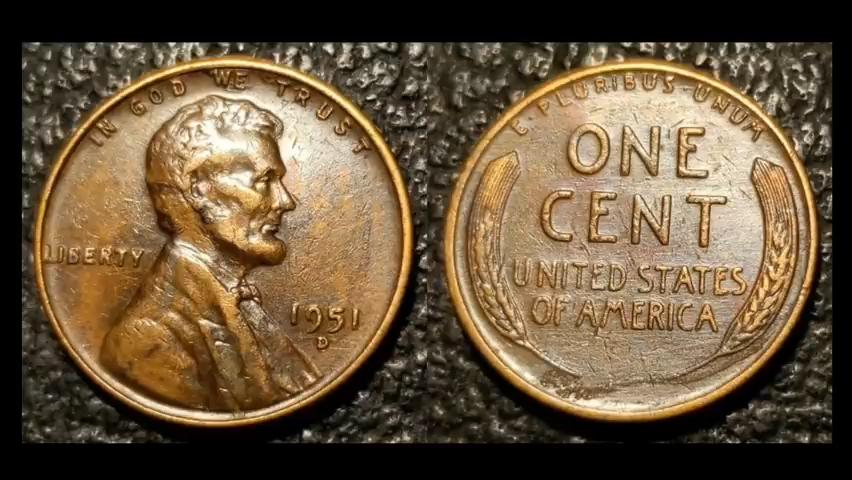 IN GOD WE TRUST
LIBERTY
1951
D
E·PLURIBUS·UNUM
ONE
CENT
UNITED STATES
OF AMERICA